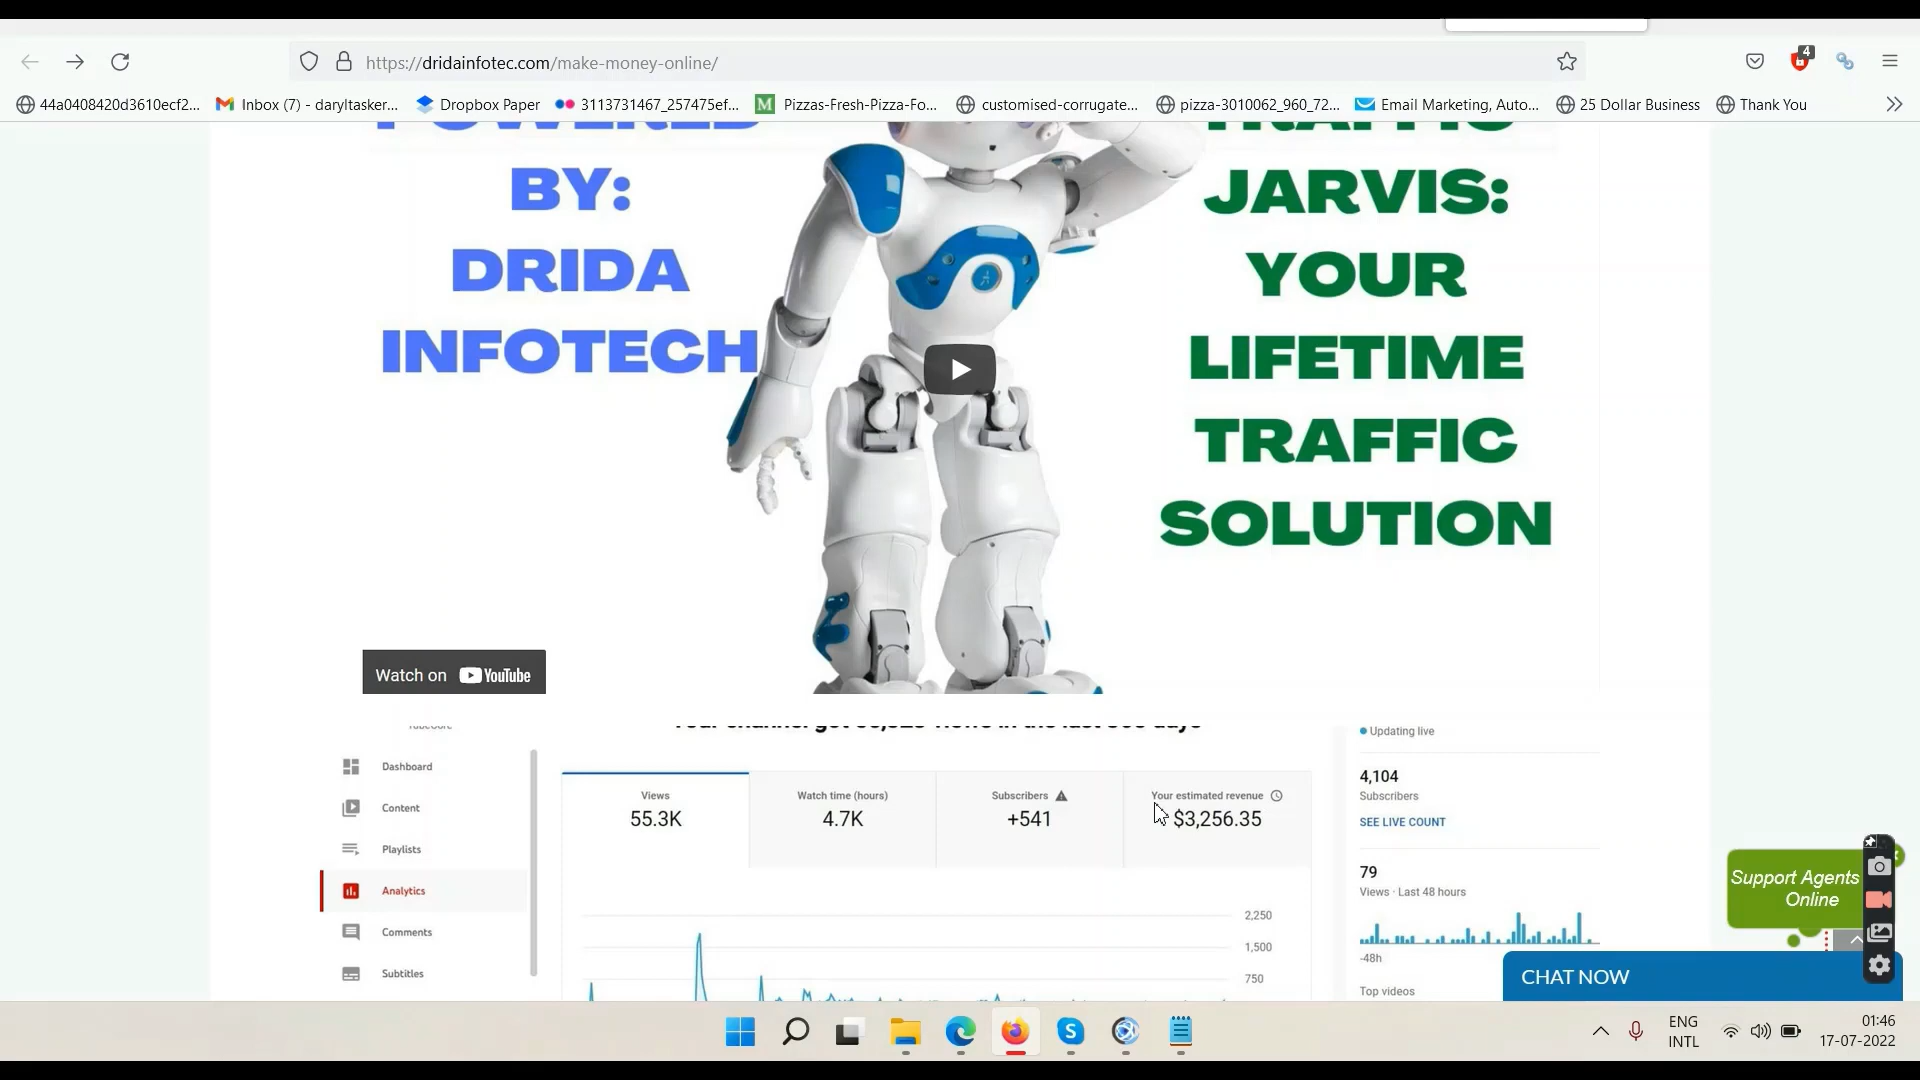 https://dridainfotec.com/make-money-online/
4
44a0408420d3610ecf2...
Inbox (7) - daryltasker...
Dropbox Paper
3113731467_257475ef...
M Pizzas-Fresh-Pizza-Fo...
customised-corrugate...
pizza-3010062_960_72...
Email Marketing, Auto...
25 Dollar Business
Thank You
POWERED
BY:
DRIDA
INFOTECH
TRAFFIC
JARVIS:
YOUR
LIFETIME
TRAFFIC
SOLUTION
Watch on YouTube
Dashboard
Content
Playlists
Analytics
Comments
Subtitles
Views
55.3K
Watch time (hours)
4.7K
Subscribers
+541
Your estimated revenue
$3,256.35
2,250
1,500
750
Updating live
4,104
Subscribers
SEE LIVE COUNT
79
Views · Last 48 hours
-48h
Top videos
Support Agents
Online
CHAT NOW
ENG
INTL
01:46
17-07-2022